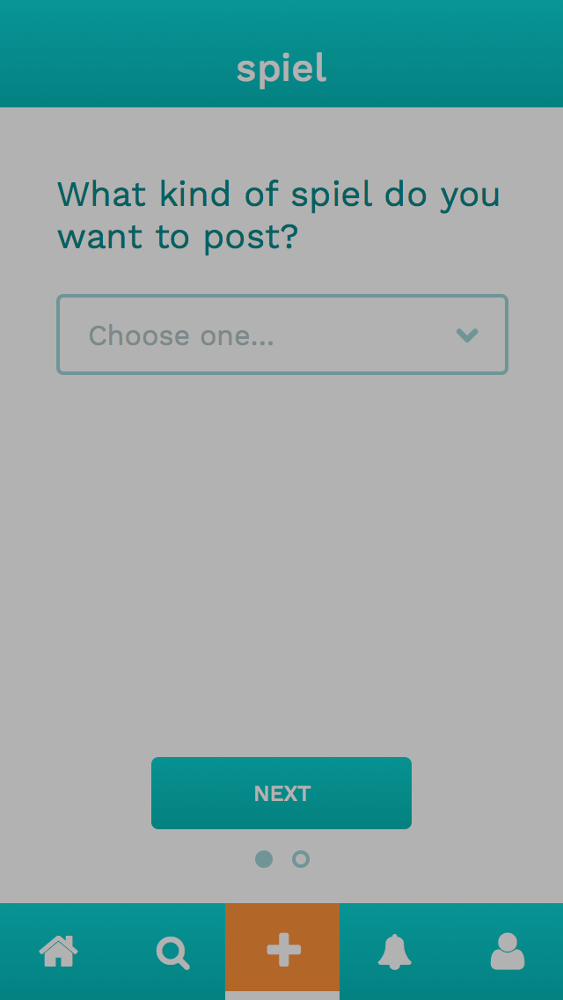 spiel
What kind of spiel do you
want to post?
Choose one...
NEXT